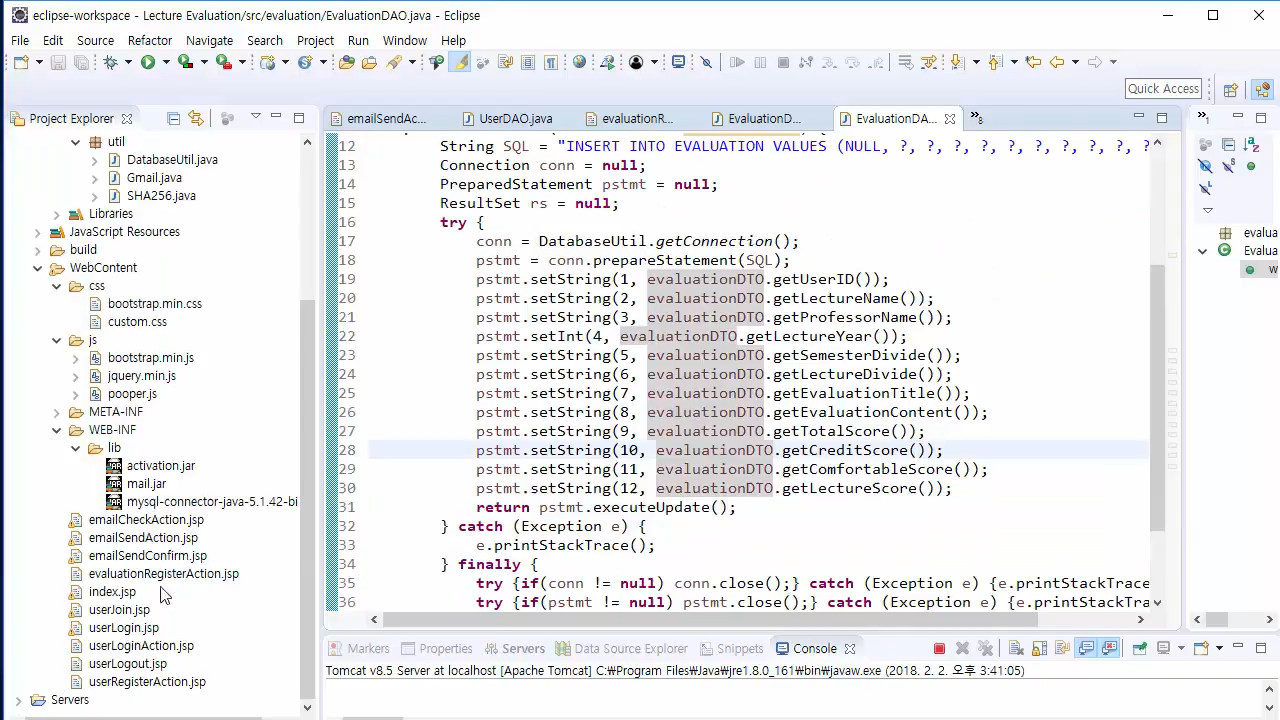 eclipse-workspace - Lecture Evaluation/src/evaluation/EvaluationDAO.java - Eclipse
File Edit Source Refactor Navigate Search Project Run Window Help
Quick Access
Project Explorer
util
DatabaseUtil.java
Gmail.java
SHA256.java
Libraries
JavaScript Resources
build
WebContent
css
bootstrap.min.css
custom.css
js
bootstrap.min.js
jquery.min.js
pooper.js
META-INF
WEB-INF
lib
activation.jar
mail.jar
mysql-connector-java-5.1.42-bi
emailCheckAction.jsp
emailSendAction.jsp
emailSendConfirm.jsp
evaluationRegisterAction.jsp
index.jsp
userJoin.jsp
userLogin.jsp
userLoginAction.jsp
userLogout.jsp
userRegisterAction.jsp
Servers
emailSendAc... UserDAO.java evaluationR... EvaluationD... EvaluationDA... »8
12 String SQL = "INSERT INTO EVALUATION VALUES (NULL, ?, ?, ?, ?, ?, ?, ?, ?, ?
13 Connection conn = null;
14 PreparedStatement pstmt = null;
15 ResultSet rs = null;
16 try {
17 conn = DatabaseUtil.getConnection();
18 pstmt = conn.prepareStatement(SQL);
19 pstmt.setString(1, evaluationDTO.getUserID());
20 pstmt.setString(2, evaluationDTO.getLectureName());
21 pstmt.setString(3, evaluationDTO.getProfessorName());
22 pstmt.setInt(4, evaluationDTO.getLectureYear());
23 pstmt.setString(5, evaluationDTO.getSemesterDivide());
24 pstmt.setString(6, evaluationDTO.getLectureDivide());
25 pstmt.setString(7, evaluationDTO.getEvaluationTitle());
26 pstmt.setString(8, evaluationDTO.getEvaluationContent());
27 pstmt.setString(9, evaluationDTO.getTotalScore());
28 pstmt.setString(10, evaluationDTO.getCreditScore());
29 pstmt.setString(11, evaluationDTO.getComfortableScore());
30 pstmt.setString(12, evaluationDTO.getLectureScore());
31 return pstmt.executeUpdate();
32 } catch (Exception e) {
33 e.printStackTrace();
34 } finally {
35 try {if(conn != null) conn.close();} catch (Exception e) {e.printStackTrace
36 try {if(pstmt != null) pstmt.close();} catch (Exception e) {e.printStackTra
»1
evalua
Evalua
w
Markers Properties Servers Data Source Explorer Snippets Console
Tomcat v8.5 Server at localhost [Apache Tomcat] C:\Program Files\Java\jre1.8.0_161\bin\javaw.exe (2018. 2. 2. 오후 3:41:05)